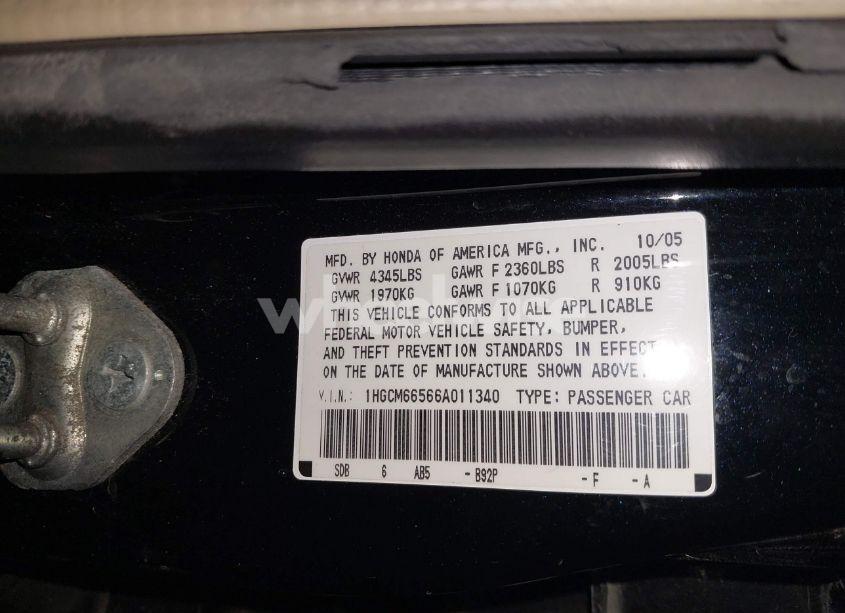 MFD. BY HONDA OF AMERICA MFG., INC. 10/05
GVWR 4345LBS GAWR F 2360LBS R 2005LBS
GVWR 1970KG GAWR F 1070KG R 910KG
THIS VEHICLE CONFORMS TO ALL APPLICABLE
FEDERAL MOTOR VEHICLE SAFETY, BUMPER,
AND THEFT PREVENTION STANDARDS IN EFFECT
ON THE DATE OF MANUFACTURE SHOWN ABOVE.
V.I.N.: 1HGCM66566A011340 TYPE: PASSENGER CAR
SDB 6 AB5 - B92P - F - A